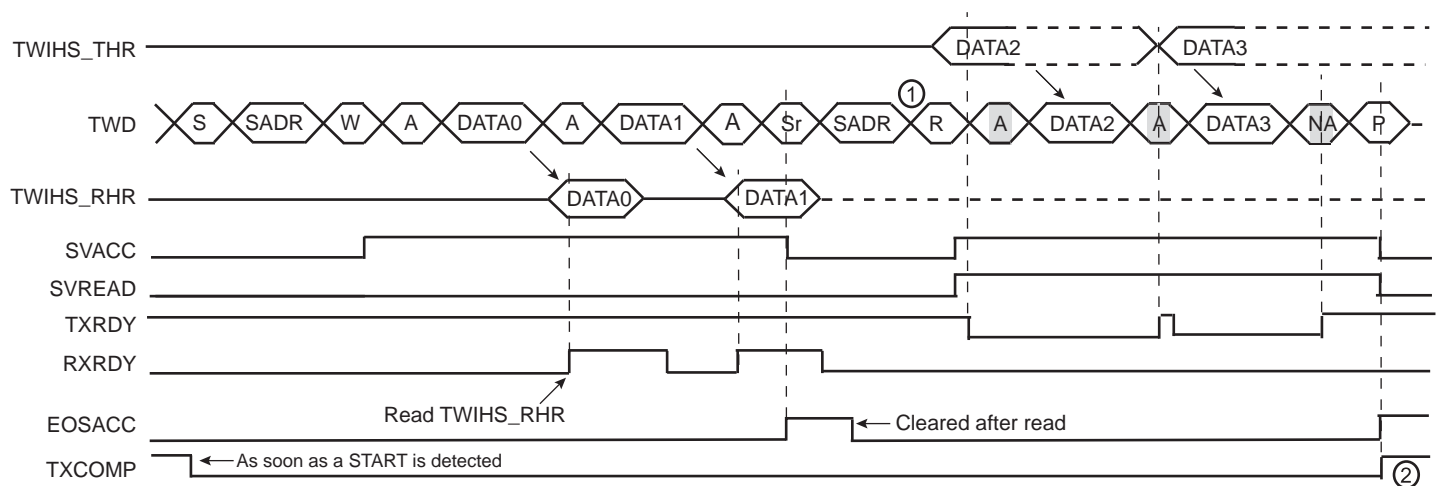 TWIHS_THR DATA2 DATA3
①
TWD S SADR W A DATA0 A DATA1 A Sr SADR R A DATA2 A DATA3 NA P
TWIHS_RHR DATA0 DATA1
SVACC
SVREAD
TXRDY
RXRDY
Read TWIHS_RHR
EOSACC Cleared after read
TXCOMP As soon as a START is detected ②